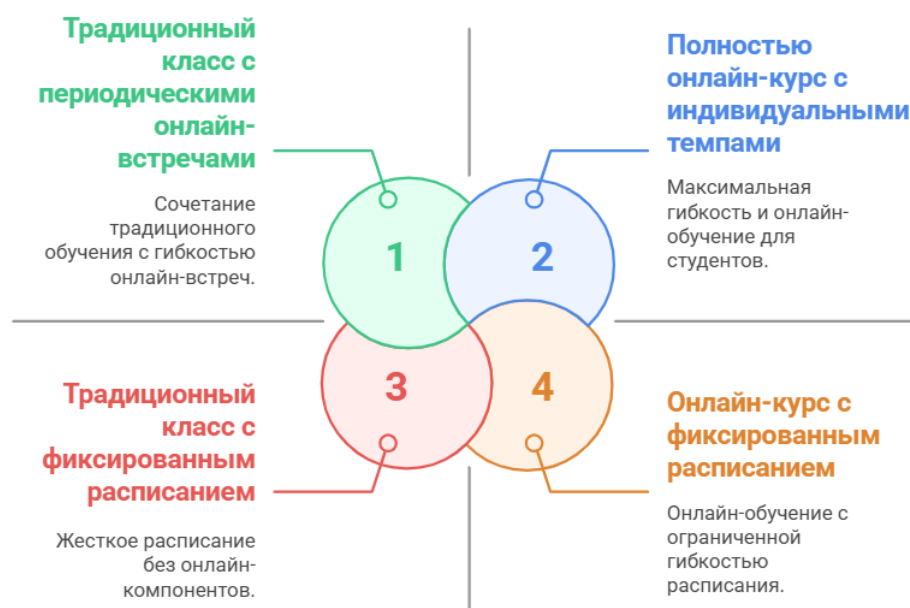 Традиционный
класс с
периодическими
онлайн-
встречами
Сочетание
традиционного
обучения с гибкостью
онлайн-встреч.
1
Полностью
онлайн-курс с
индивидуальными
темпами
Максимальная
гибкость и онлайн-
обучение для
студентов.
2
Традиционный
класс с
фиксированным
расписанием
Жесткое расписание
без онлайн-
компонентов.
3
Онлайн-курс с
фиксированным
расписанием
Онлайн-обучение с
ограниченной
гибкостью
расписания.
4